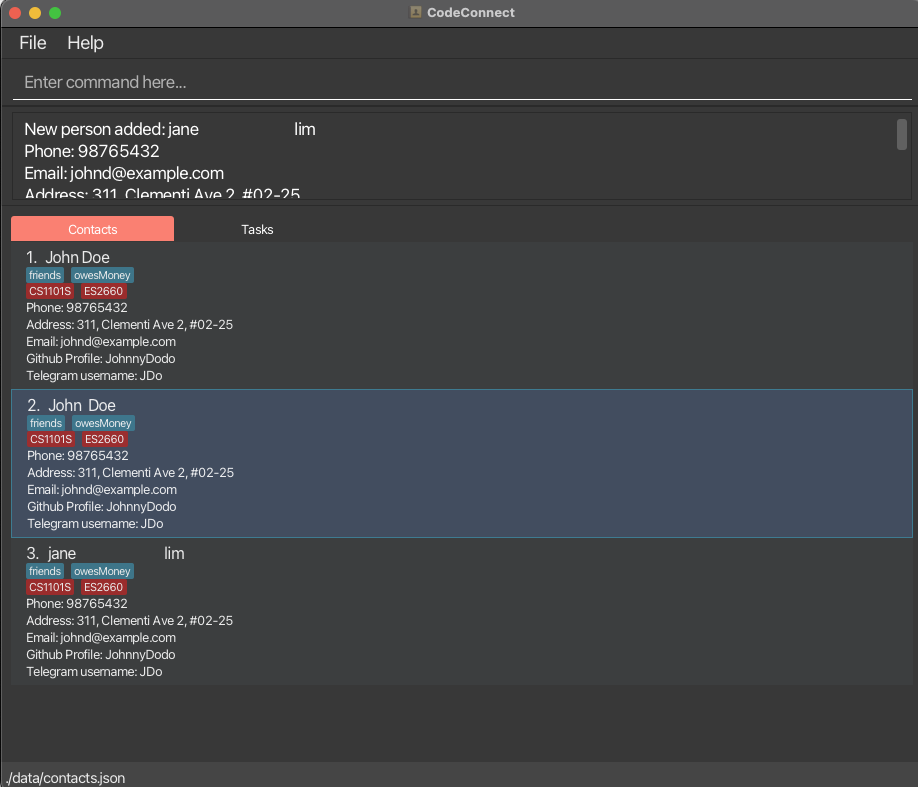 CodeConnect
File Help
Enter command here...
New person added: jane                      lim
Phone: 98765432
Email: johnd@example.com
Address: 311, Clementi Ave 2, #02-25
Contacts Tasks
1. John Doe
friends owesMoney
CS1101S ES2660
Phone: 98765432
Address: 311, Clementi Ave 2, #02-25
Email: johnd@example.com
Github Profile: JohnnyDodo
Telegram username: JDo
2. John  Doe
friends owesMoney
CS1101S ES2660
Phone: 98765432
Address: 311, Clementi Ave 2, #02-25
Email: johnd@example.com
Github Profile: JohnnyDodo
Telegram username: JDo
3. jane                      lim
friends owesMoney
CS1101S ES2660
Phone: 98765432
Address: 311, Clementi Ave 2, #02-25
Email: johnd@example.com
Github Profile: JohnnyDodo
Telegram username: JDo
./data/contacts.json